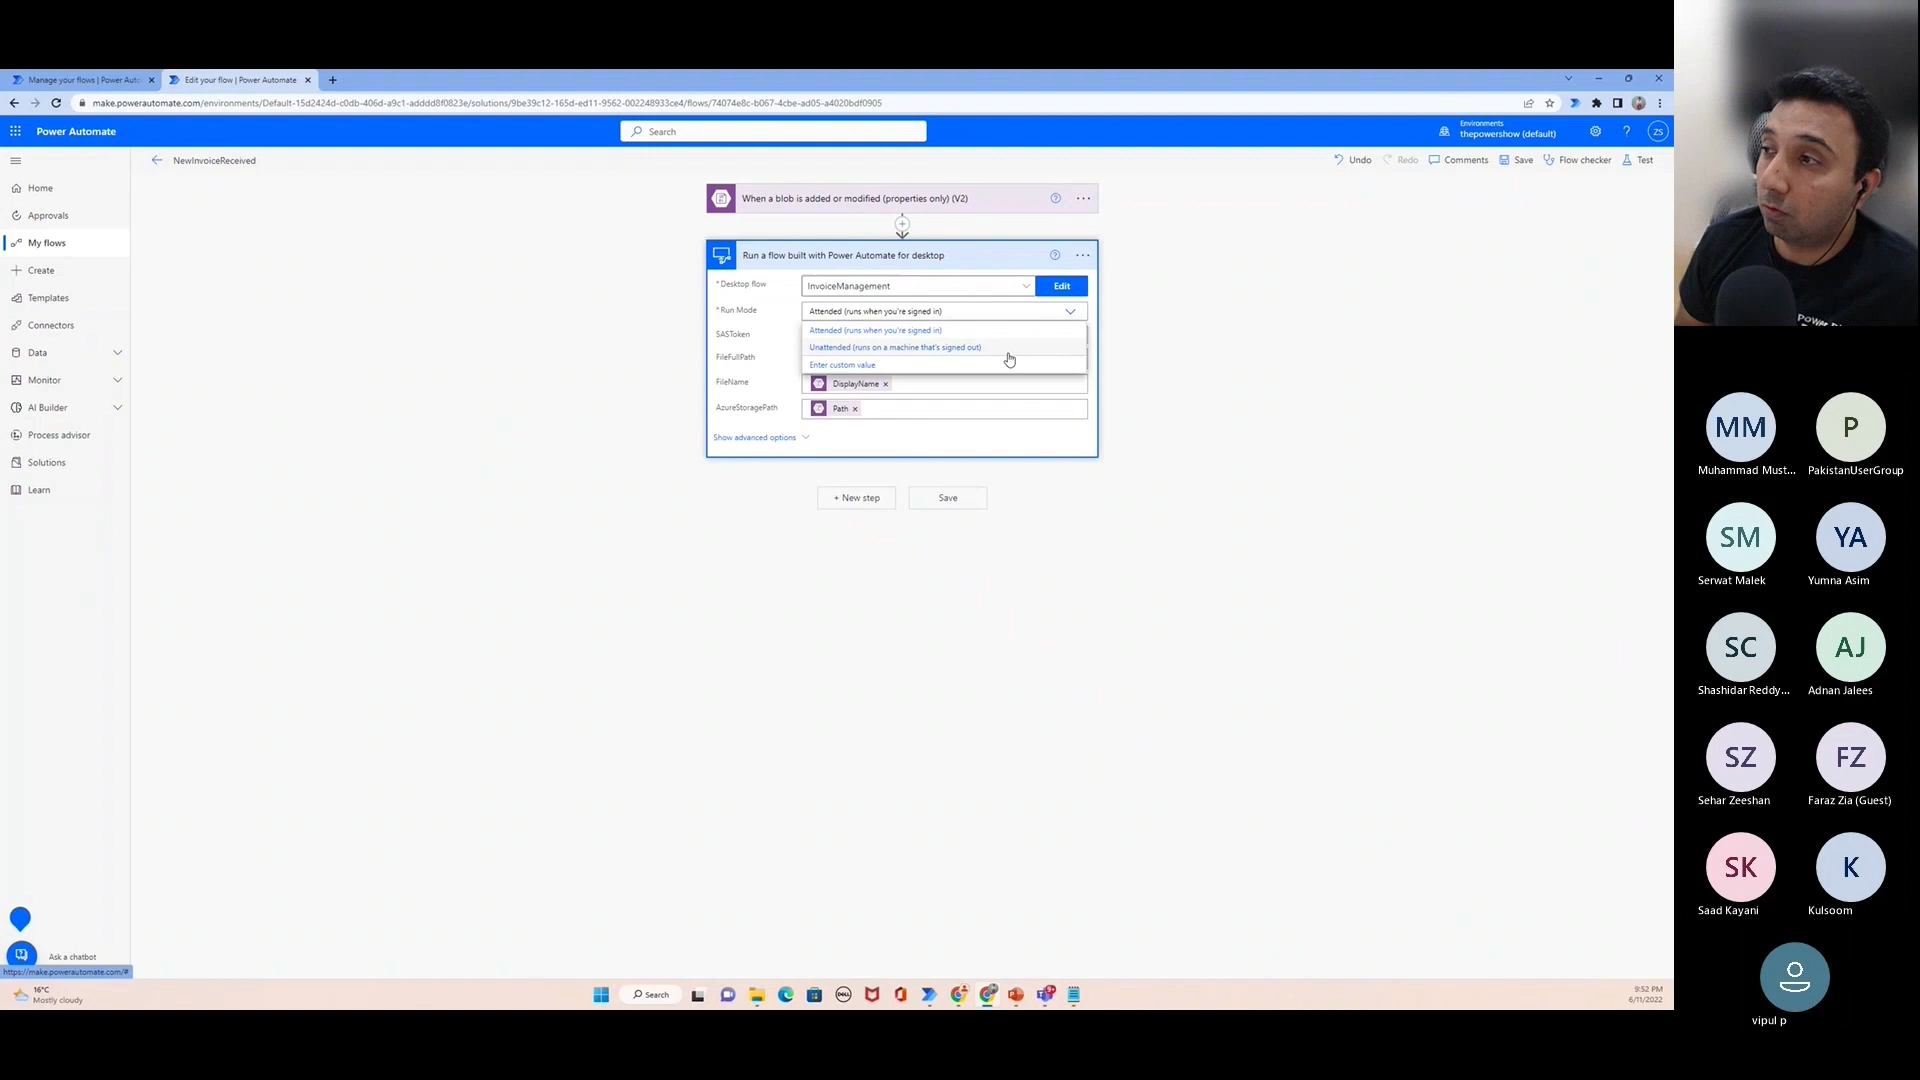 Manage your flows | Power Auto
Edit your flow | Power Automate
make.powerautomate.com/environments/Default-15d2424d-c0db-406d-a9c1-adddd8f0823e/solutions/9be39c12-165d-ed11-9562-002248933ce4/flows/74074e8c-b067-4cbe-ad05-a4020bdf0905
Power Automate
Search
Environments
thepowershow (default)
ZS
NewInvoiceReceived
Undo
Redo
Comments
Save
Flow checker
Test
Home
Approvals
My flows
Create
Templates
Connectors
Data
Monitor
AI Builder
Process advisor
Solutions
Learn
When a blob is added or modified (properties only) (V2)
Run a flow built with Power Automate for desktop
* Desktop flow
InvoiceManagement
Edit
* Run Mode
Attended (runs when you're signed in)
SASToken
Attended (runs when you're signed in)
Unattended (runs on a machine that's signed out)
FileFullPath
Enter custom value
FileName
DisplayName
AzureStoragePath
Path
Show advanced options
+ New step
Save
Ask a chatbot
https://make.powerautomate.com/#
16°C
Mostly cloudy
Search
DELL
9:52 PM
6/11/2022
MM
Muhammad Must...
P
PakistanUserGroup
SM
Serwat Malek
YA
Yumna Asim
SC
Shashidar Reddy...
AJ
Adnan Jalees
SZ
Sehar Zeeshan
FZ
Faraz Zia (Guest)
SK
Saad Kayani
K
Kulsoom
vipul p